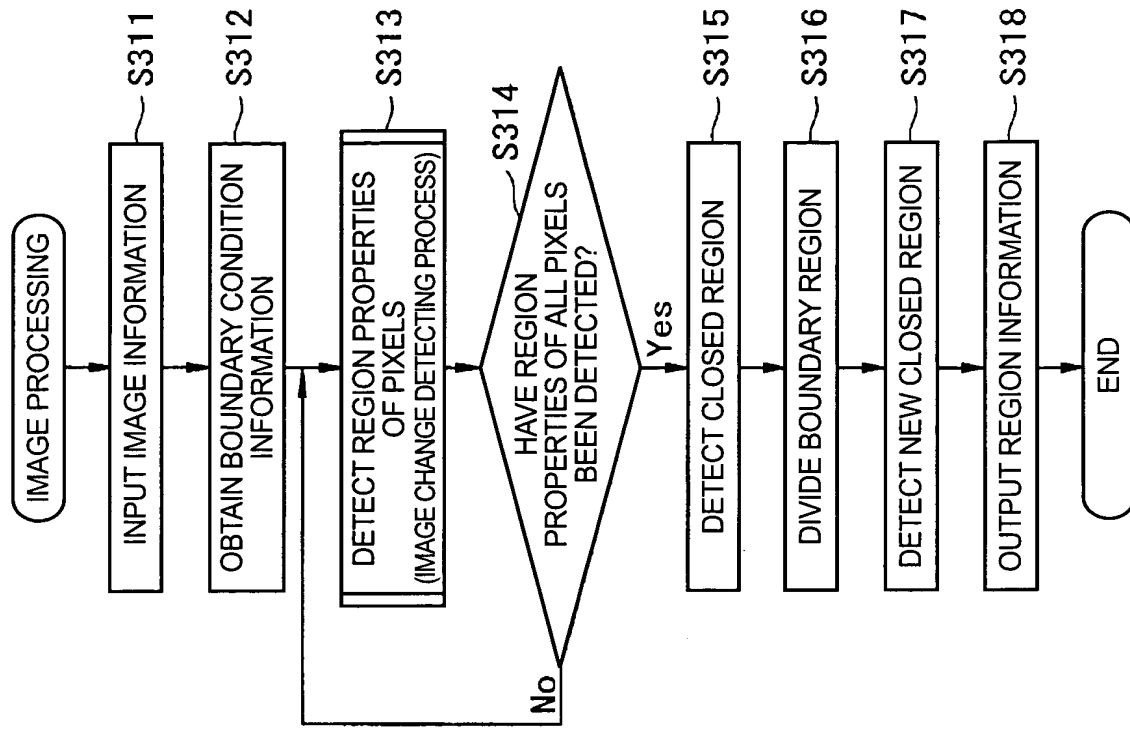 IMAGE PROCESSING
INPUT IMAGE INFORMATION
S311
OBTAIN BOUNDARY CONDITION
INFORMATION
S312
DETECT REGION PROPERTIES
OF PIXELS
(IMAGE CHANGE DETECTING PROCESS)
S313
HAVE REGION
PROPERTIES OF ALL PIXELS
BEEN DETECTED?
S314
No
Yes
DETECT CLOSED REGION
S315
DIVIDE BOUNDARY REGION
S316
DETECT NEW CLOSED REGION
S317
OUTPUT REGION INFORMATION
S318
END